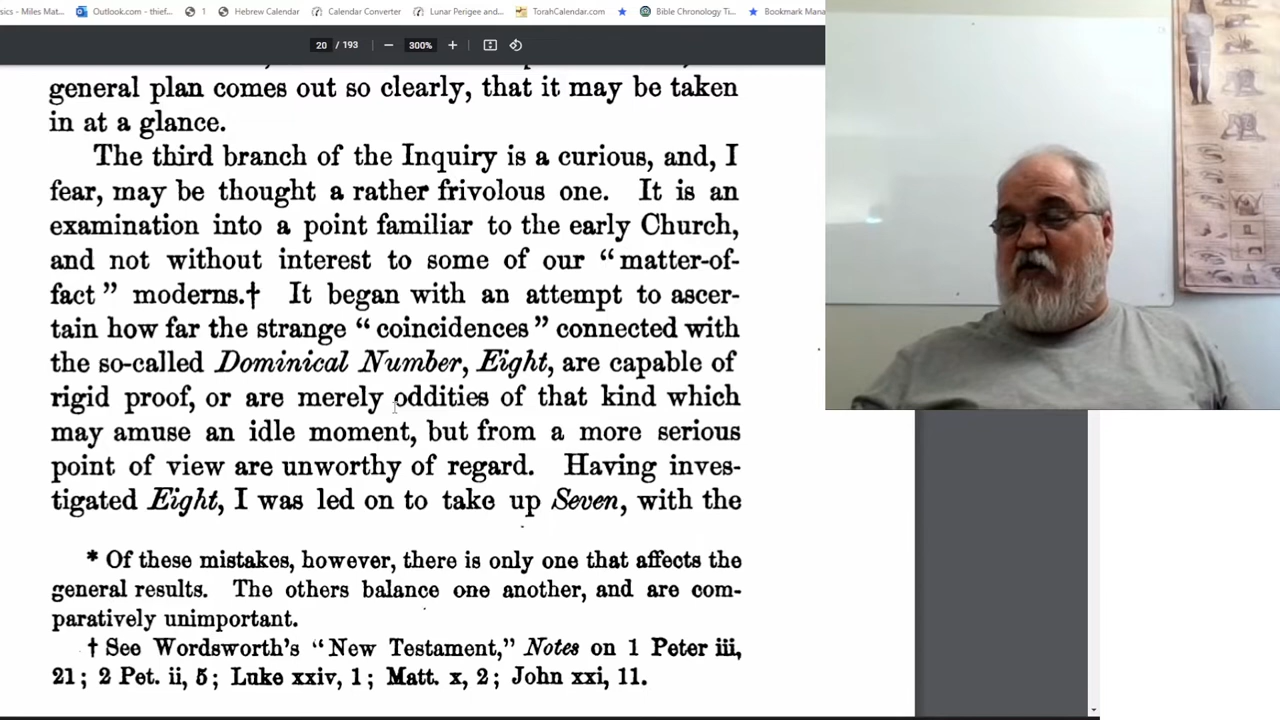 sics - Miles Mat... Outlook.com - thief... 1 Hebrew Calendar Calendar Converter Lunar Perigee and... TorahCalendar.com Bible Chronology Ti... Bookmark Mana
20 / 193 − 300% +
general plan comes out so clearly, that it may be taken
in at a glance.
The third branch of the Inquiry is a curious, and, I
fear, may be thought a rather frivolous one. It is an
examination into a point familiar to the early Church,
and not without interest to some of our “matter-of-
fact” moderns.† It began with an attempt to ascer-
tain how far the strange “coincidences” connected with
the so-called Dominical Number, Eight, are capable of
rigid proof, or are merely oddities of that kind which
may amuse an idle moment, but from a more serious
point of view are unworthy of regard. Having inves-
tigated Eight, I was led on to take up Seven, with the
* Of these mistakes, however, there is only one that affects the
general results. The others balance one another, and are com-
paratively unimportant.
† See Wordsworth's “New Testament,” Notes on 1 Peter iii,
21; 2 Pet. ii, 5; Luke xxiv, 1; Matt. x, 2; John xxi, 11.